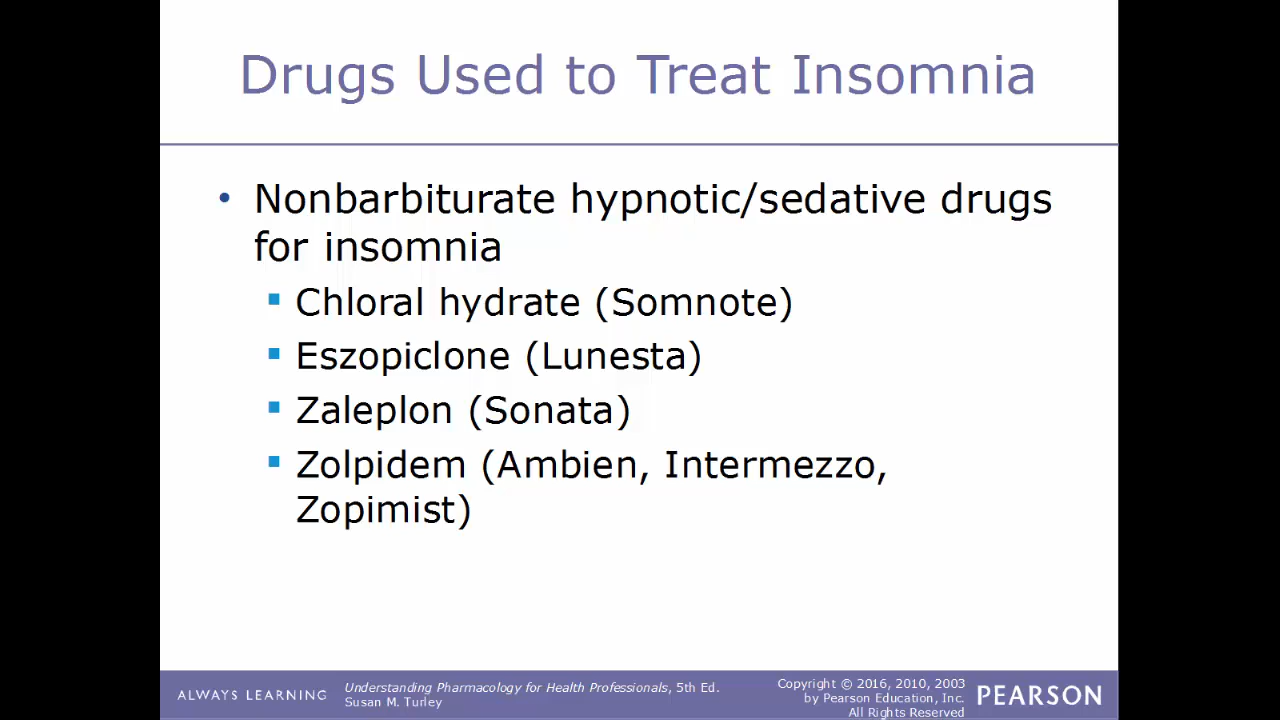 Drugs Used to Treat Insomnia
• Nonbarbiturate hypnotic/sedative drugs
for insomnia
▪ Chloral hydrate (Somnote)
▪ Eszopiclone (Lunesta)
▪ Zaleplon (Sonata)
▪ Zolpidem (Ambien, Intermezzo,
Zopimist)
ALWAYS LEARNING
Understanding Pharmacology for Health Professionals, 5th Ed.
Susan M. Turley
Copyright © 2016, 2010, 2003
by Pearson Education, Inc.
All Rights Reserved
PEARSON